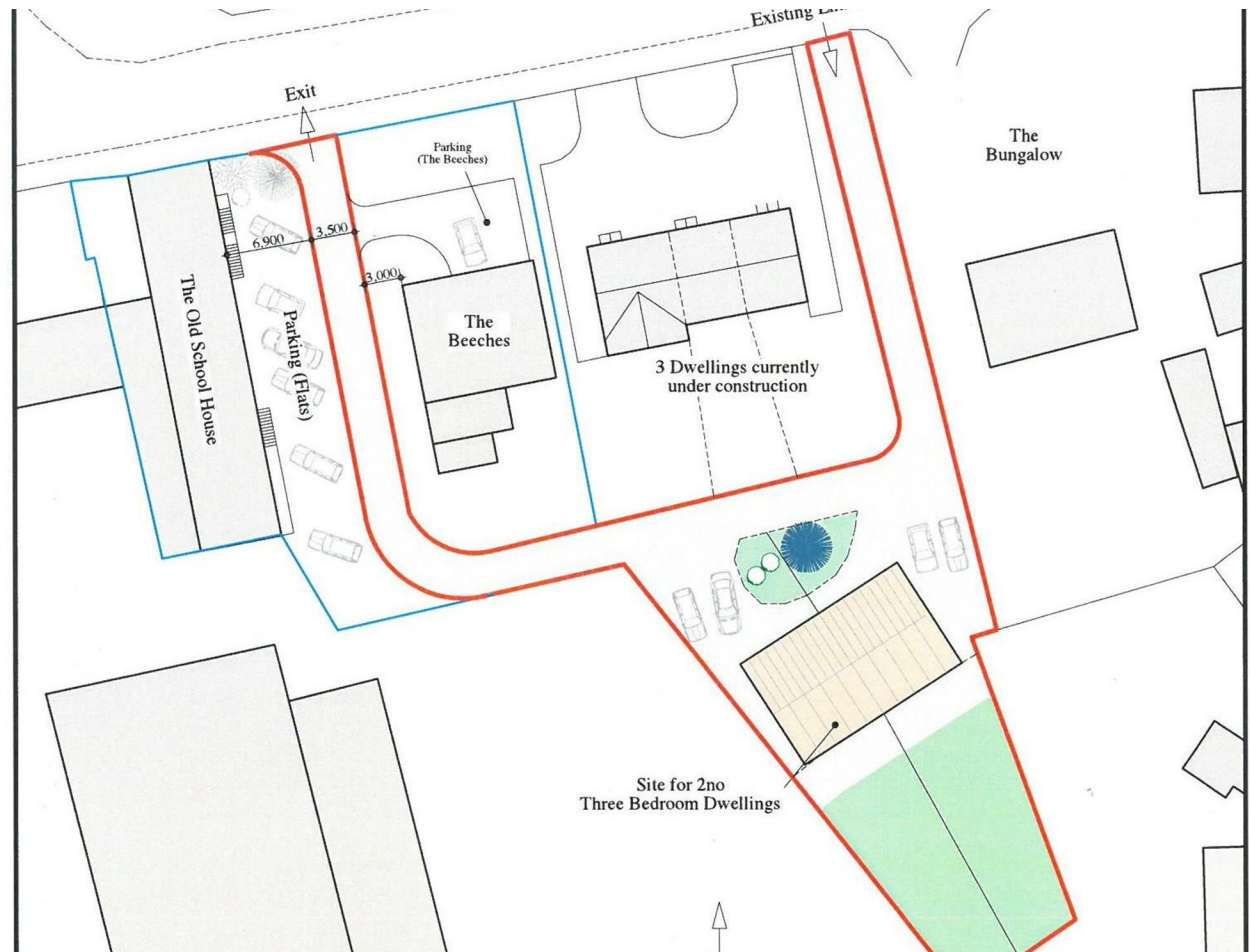 Existing
Exit
Parking
(The Beeches)
The
Bungalow
6,900
3,500
3,000
The Old School House
Parking (Flats)
The
Beeches
3 Dwellings currently
under construction
Site for 2no
Three Bedroom Dwellings